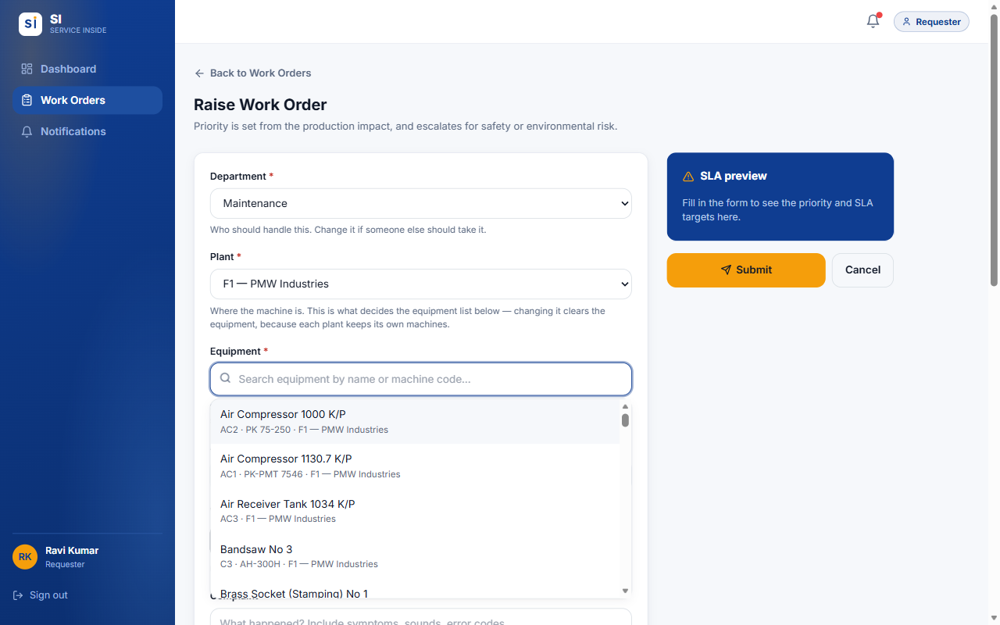 si
SI
SERVICE INSIDE
Dashboard
Work Orders
Notifications
RK
Ravi Kumar
Requester
Sign out
Requester
Back to Work Orders
Raise Work Order
Priority is set from the production impact, and escalates for safety or environmental risk.
Department *
Maintenance
Who should handle this. Change it if someone else should take it.
Plant *
F1 — PMW Industries
Where the machine is. This is what decides the equipment list below — changing it clears the
equipment, because each plant keeps its own machines.
Equipment *
Search equipment by name or machine code...
Air Compressor 1000 K/P
AC2 · PK 75-250 · F1 — PMW Industries
Air Compressor 1130.7 K/P
AC1 · PK-PMT 7546 · F1 — PMW Industries
Air Receiver Tank 1034 K/P
AC3 · F1 — PMW Industries
Bandsaw No 3
C3 · AH-300H · F1 — PMW Industries
Brass Socket (Stamping) No 1
What happened? Include symptoms, sounds, error codes
SLA preview
Fill in the form to see the priority and SLA
targets here.
Submit
Cancel